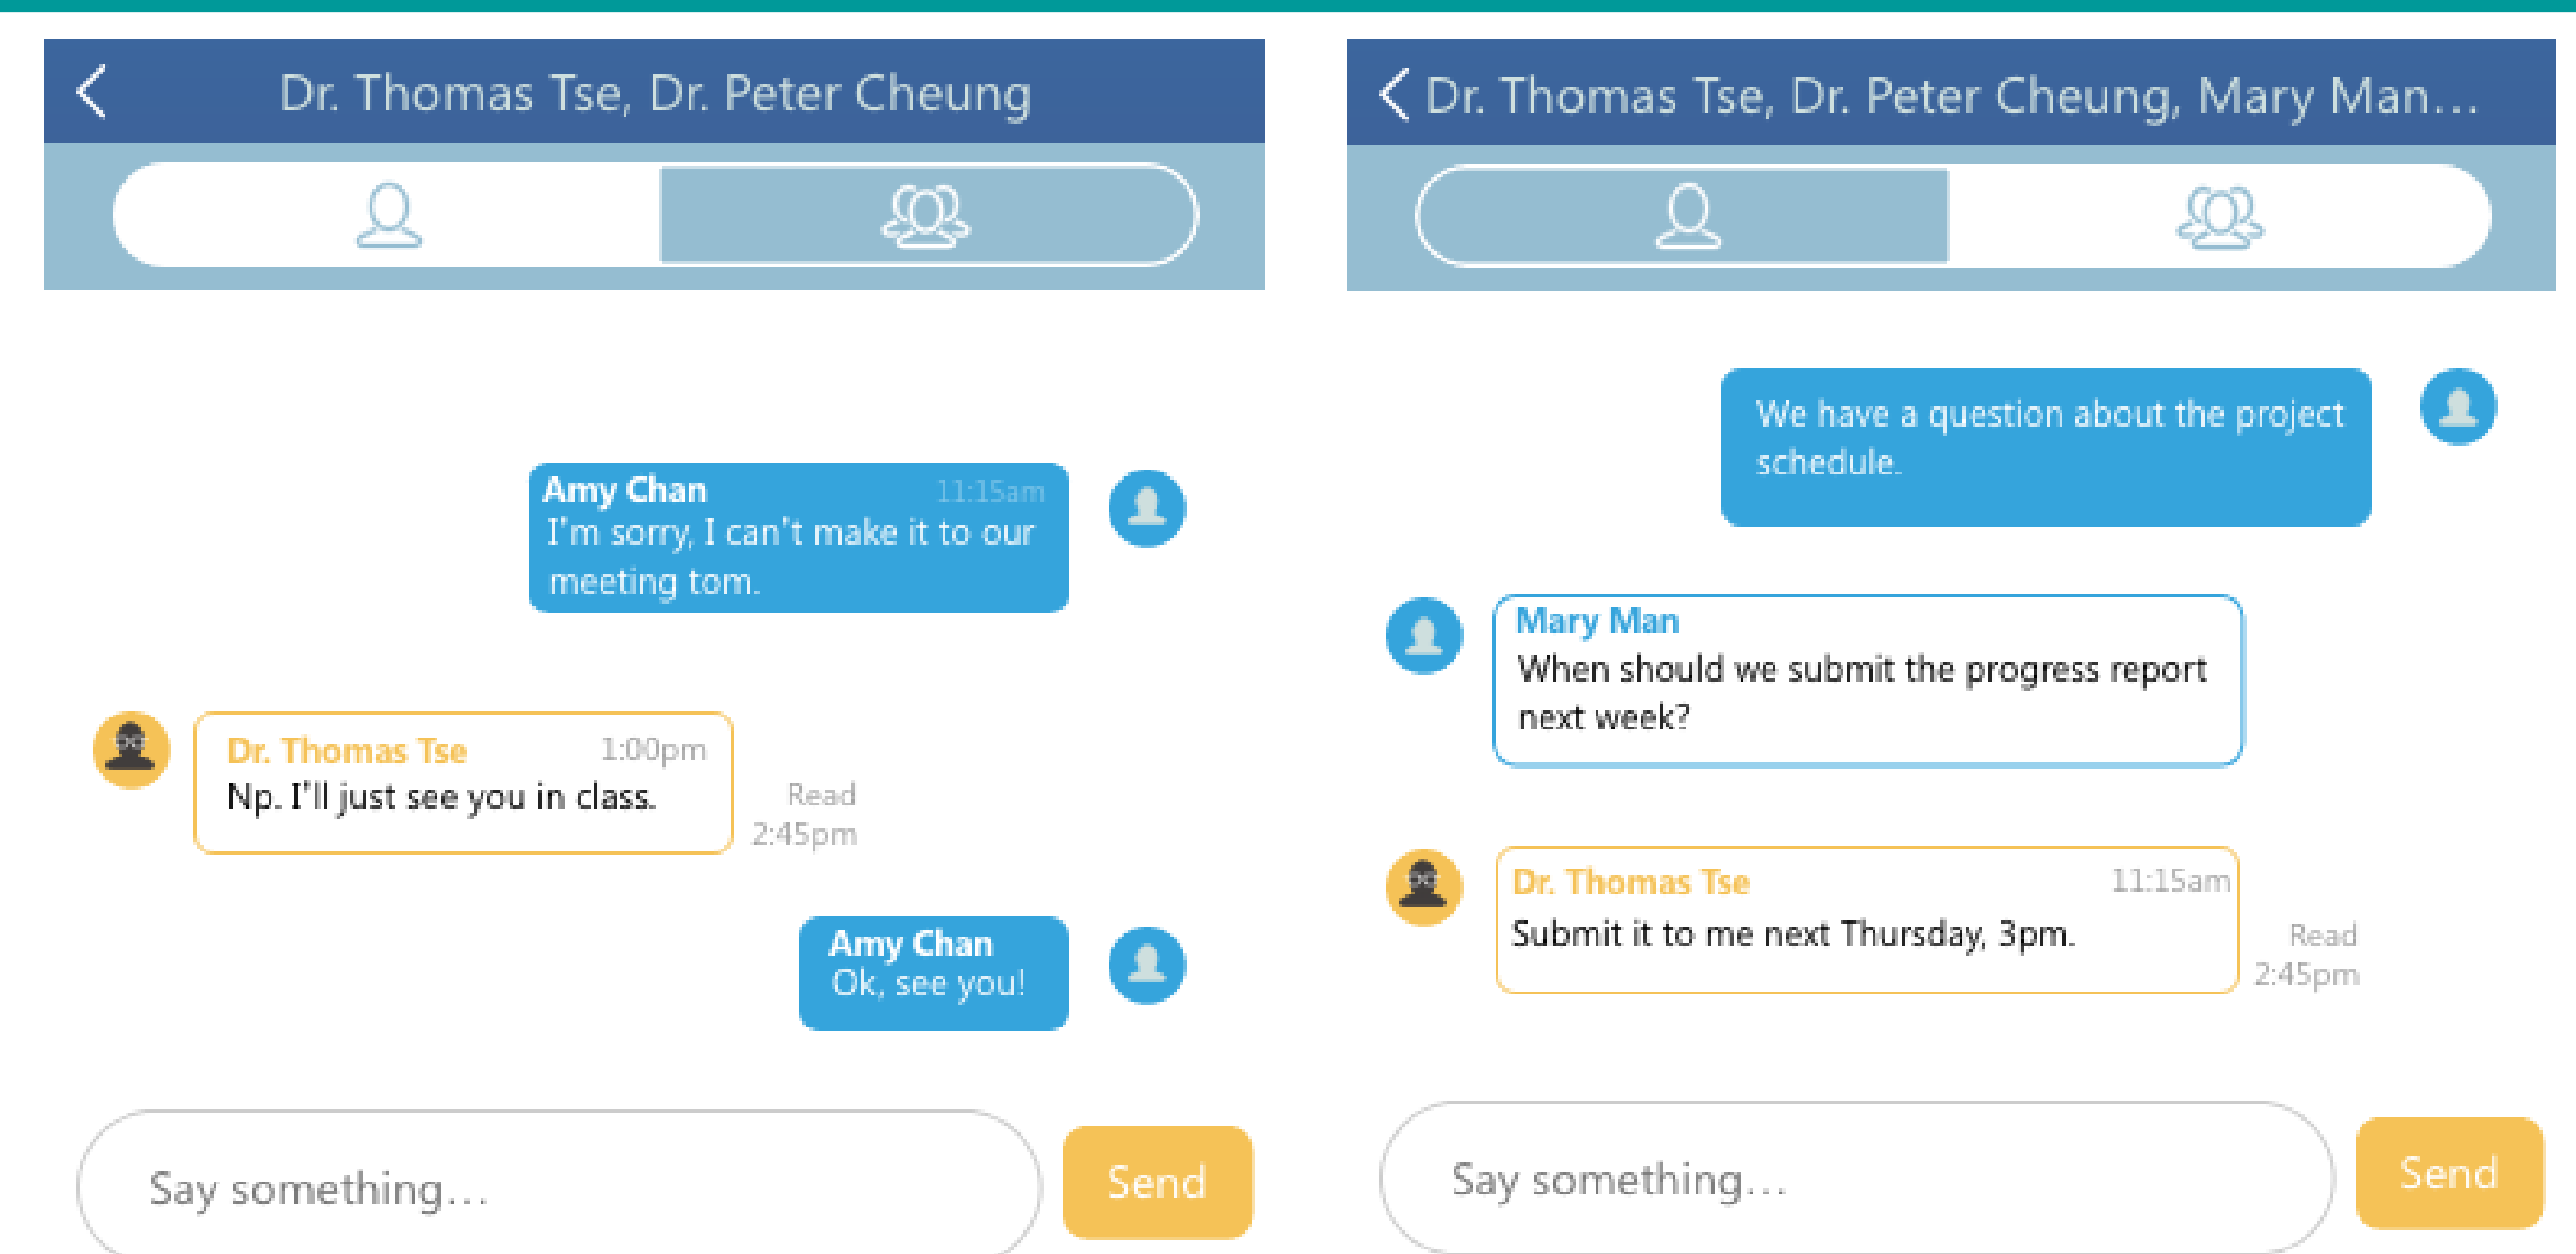 Dr. Thomas Tse, Dr. Peter Cheung
Amy Chan 11:15am
I'm sorry, I can't make it to our
meeting tom.
Dr. Thomas Tse 1:00pm
Np. I'll just see you in class.
Read
2:45pm
Amy Chan
Ok, see you!
Say something...
Send
Dr. Thomas Tse, Dr. Peter Cheung, Mary Man...
We have a question about the project
schedule.
Mary Man
When should we submit the progress report
next week?
Dr. Thomas Tse 11:15am
Submit it to me next Thursday, 3pm.
Read
2:45pm
Say something...
Send